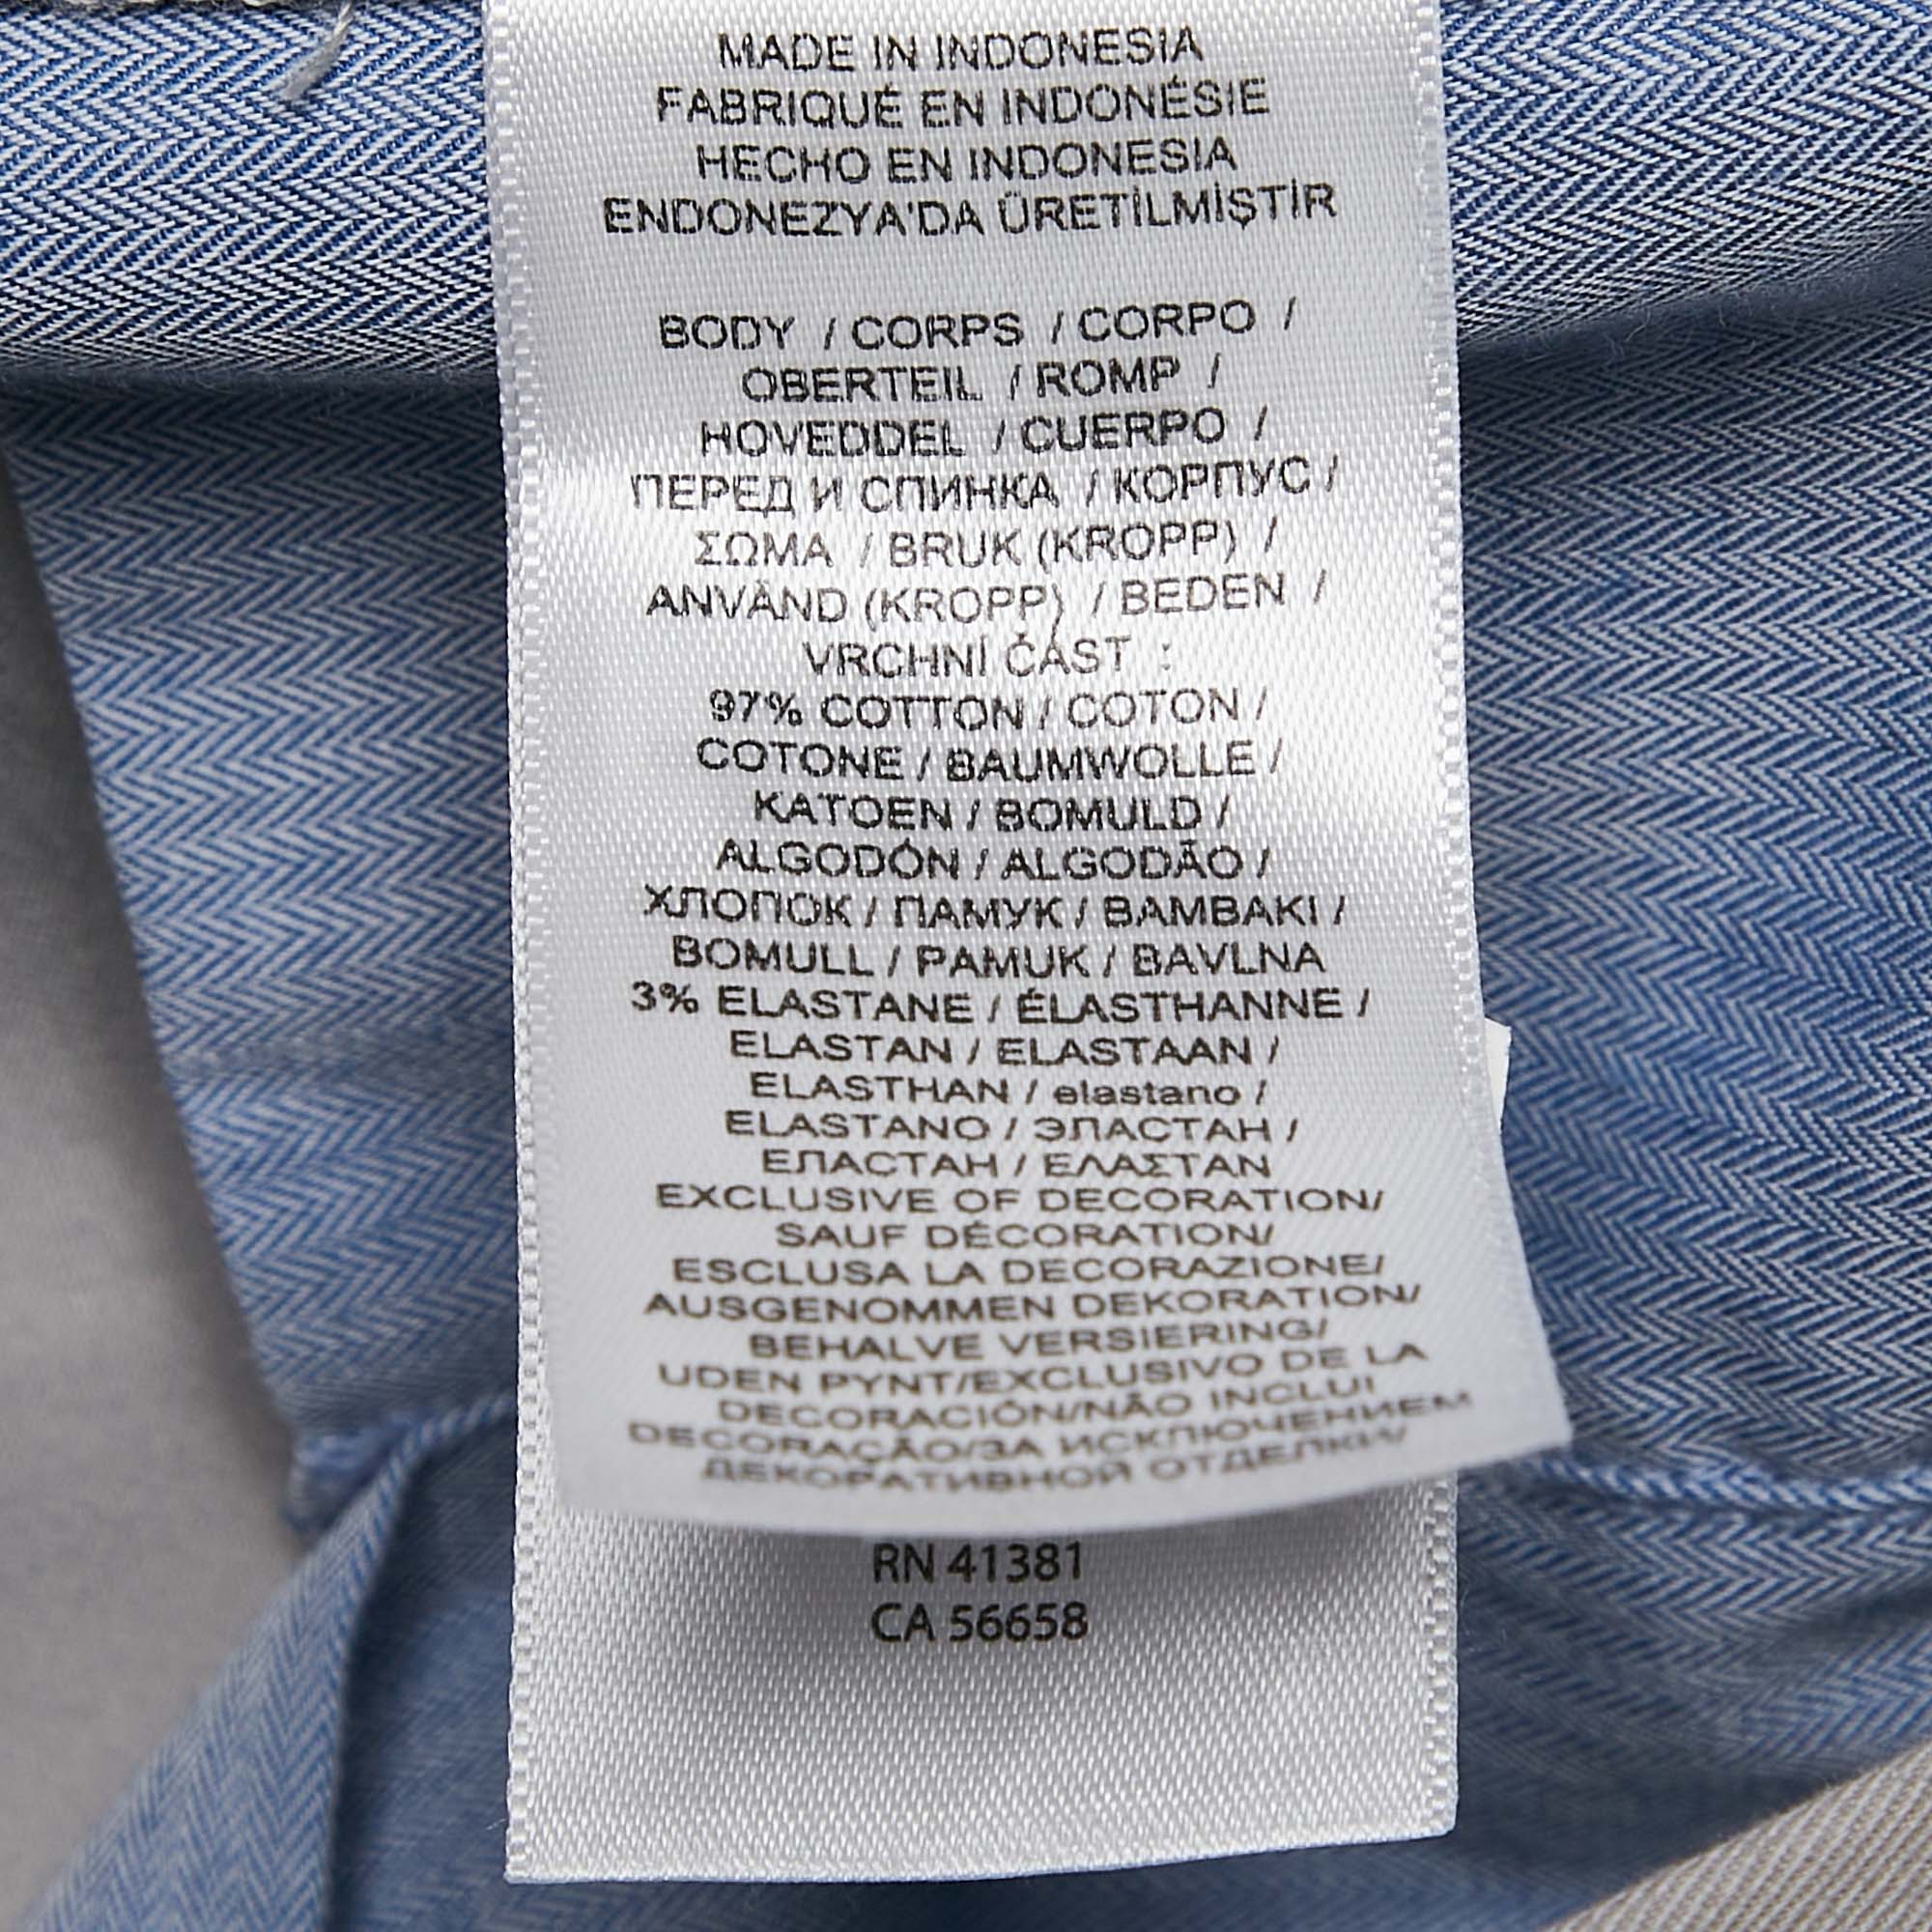 MADE IN INDONESIA
FABRIQUÉ EN INDONÉSIE
HECHO EN INDONESIA
ENDONEZYA'DA ÜRETİLMİŞTİR
BODY / CORPS / CORPO /
OBERTEIL / ROMP /
HOVEDDEL / CUERPO /
ПЕРЕД И СПИНКА / КОРПУС /
ΣΩΜΑ / BRUK (KROPP) /
ANVÄND (KROPP) / BEDEN /
VRCHNÍ ČÁST :
97% COTTON / COTON /
COTONE / BAUMWOLLE /
KATOEN / BOMULD /
ALGODÓN / ALGODÃO /
ХЛОПОК / ПАМУК / BAMBAKI /
BOMULL / PAMUK / BAVLNA
3% ELASTANE / ÉLASTHANNE /
ELASTAN / ELASTAAN /
ELASTHAN / elastano /
ELASTANO / ЭЛАСТАН /
ЕЛАСТАН / ΕΛΑΣΤΑΝ
EXCLUSIVE OF DECORATION/
SAUF DÉCORATION/
ESCLUSA LA DECORAZIONE/
AUSGENOMMEN DEKORATION/
BEHALVE VERSIERING/
UDEN PYNT/EXCLUSIVO DE LA
DECORACIÓN/NÃO INCLUI
DECORAÇÃO/ЗА ИСКЛЮЧЕНИЕМ
ДЕКОРАТИВНОЙ ОТДЕЛКИ/
RN 41381
CA 56658